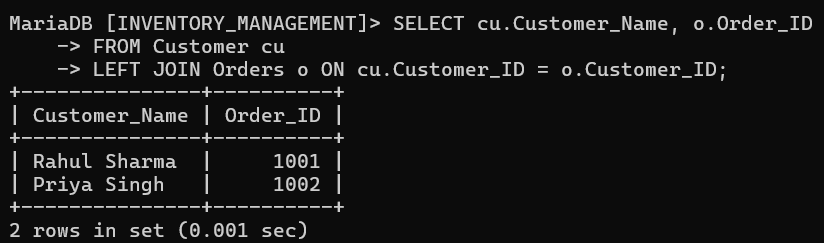 MariaDB [INVENTORY_MANAGEMENT]> SELECT cu.Customer_Name, o.Order_ID
    -> FROM Customer cu
    -> LEFT JOIN Orders o ON cu.Customer_ID = o.Customer_ID;
+---------------+----------+
| Customer_Name | Order_ID |
+---------------+----------+
| Rahul Sharma  |     1001 |
| Priya Singh   |     1002 |
+---------------+----------+
2 rows in set (0.001 sec)